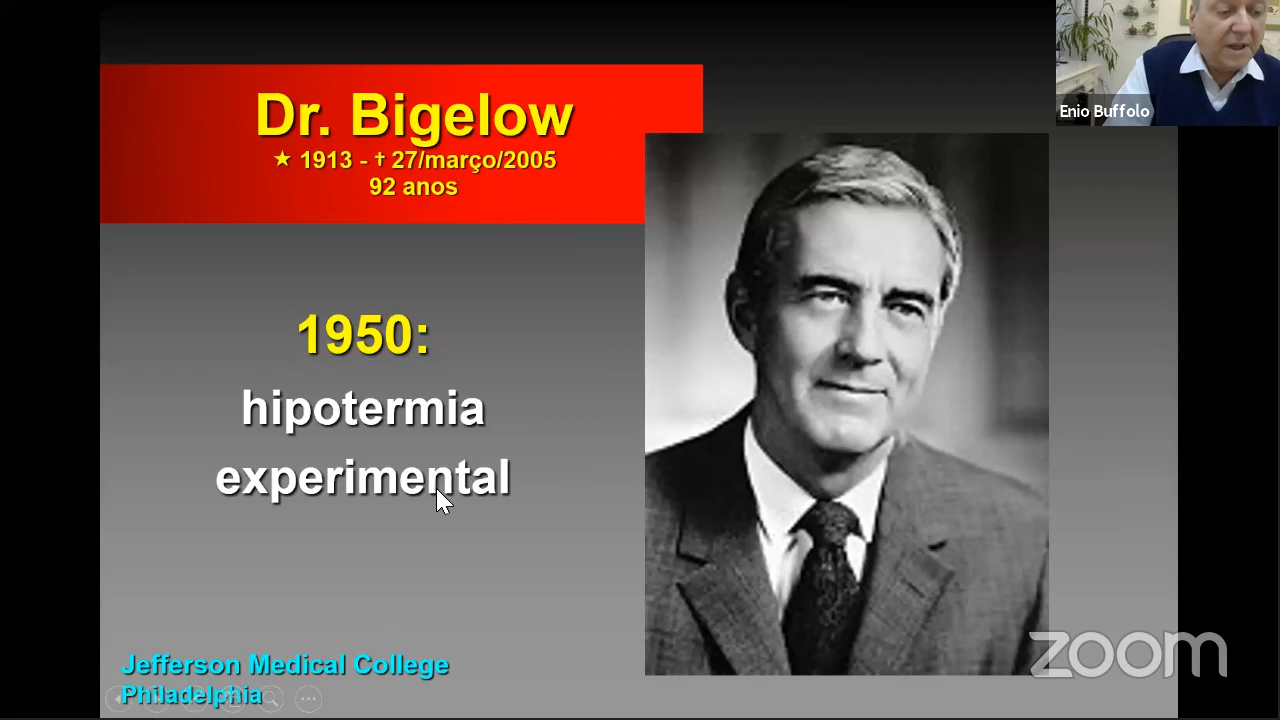 Dr. Bigelow
★ 1913 - † 27/março/2005
92 anos
1950:
hipotermia
experimental
Jefferson Medical College
Philadelphia
Enio Buffolo
zoom